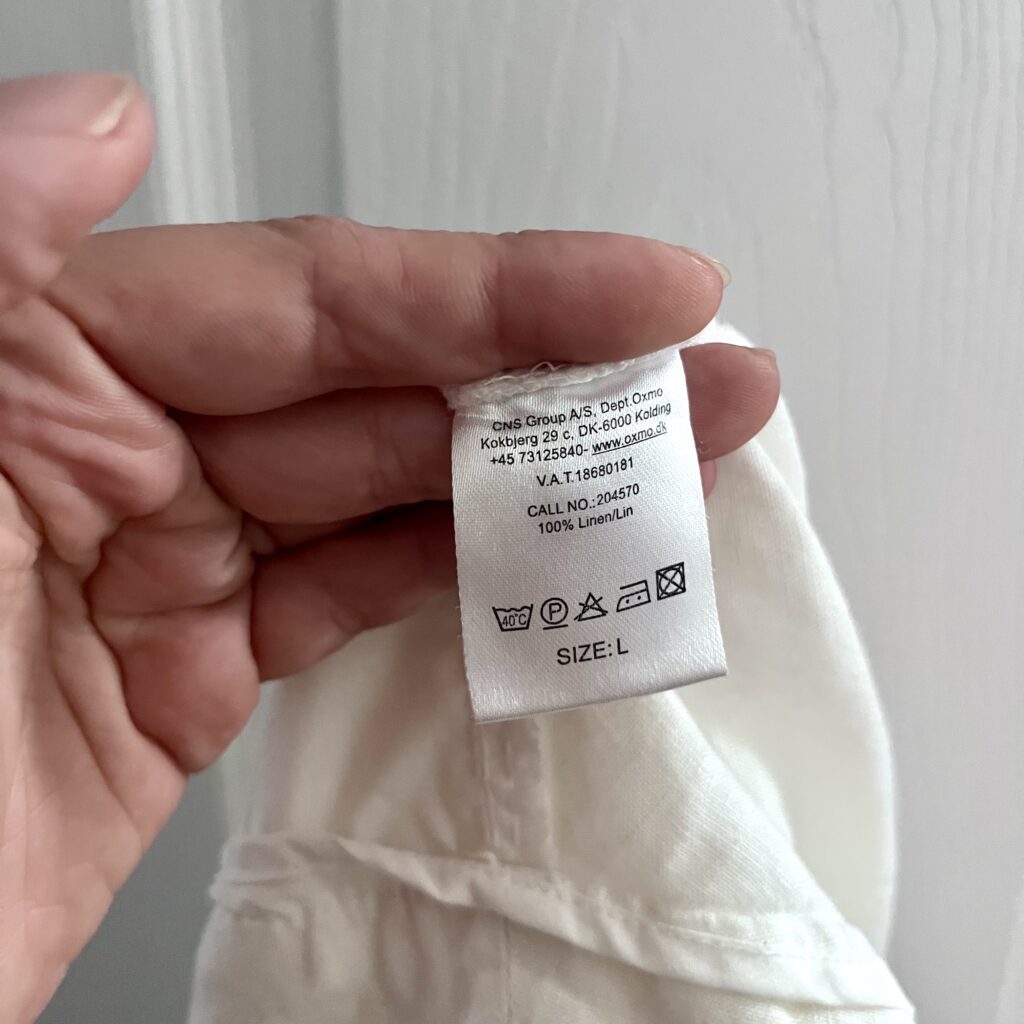 CNS Group A/S, Dept.Oxmo
Kokbjerg 29 c, DK-6000 Kolding
+45 73125840- www.oxmo.dk
V.A.T.18680181
CALL NO.:204570
100% Linen/Lin
40°C P
SIZE: L